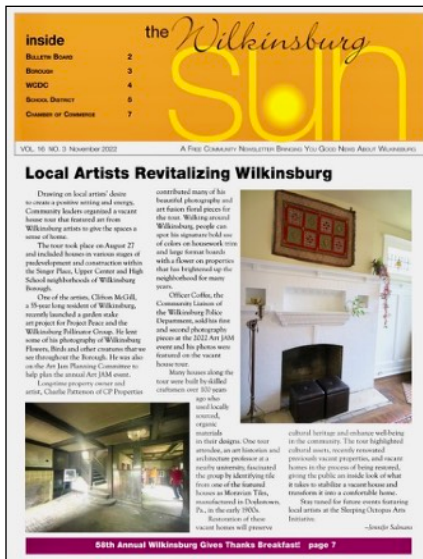 inside
BULLETIN BOARD 2
BOROUGH 3
WCDC 4
SCHOOL DISTRICT 5
CHAMBER OF COMMERCE 7
the Wilkinsburg
sun
VOL. 16 NO. 3 November 2022
A FREE COMMUNITY NEWSLETTER BRINGING YOU GOOD NEWS ABOUT WILKINSBURG
Local Artists Revitalizing Wilkinsburg
Drawing on local artists' desire
to create a positive setting and energy,
Community leaders organized a vacant
house tour that featured art from
Wilkinsburg artists to give the spaces a
sense of home.
The tour took place on August 27
and included houses in various stages of
predevelopment and construction within
the Singer Place, Upper Center and High
School neighborhoods of Wilkinsburg
Borough.
One of the artists, Clifton McGill,
a 55-year long resident of Wilkinsburg,
recently launched a garden stake
art project for Project Peace and the
Wilkinsburg Pollinator Group. He lent
some of his photography of Wilkinsburg
Flowers, Birds and other creatures that we
see throughout the Borough. He was also
on the Art Jam Planning Committee to
help plan the annual Art JAM event.
Longtime property owner and
artist, Charlie Patterson of CP Properties
contributed many of his
beautiful photography and
art fusion floral pieces for
the tour. Walking around
Wilkinsburg, people can
spot his signature bold use
of colors on housework trim
and large format boards
with a flower on properties
that has brightened up the
neighborhood for many
years.
Officer Coffin, the
Community Liaison of
the Wilkinsburg Police
Department, sold his first
and second photography
pieces at the 2022 Art JAM
event and his photos were
featured on the vacant
house tour.
Many houses along the
tour were built by skilled
craftsmen over 100 years
ago who
used locally
sourced,
organic
materials
in their designs. One tour
attendee, an art historian and
architecture professor at a
nearby university, fascinated
the group by identifying tile
from one of the featured
houses as Moravian Tiles,
manufactured in Doylestown,
Pa., in the early 1900s.
Restoration of these
vacant homes will preserve
cultural heritage and enhance well-being
in the community. The tour highlighted
cultural assets, recently renovated
previously vacant properties, and vacant
homes in the process of being restored,
giving the public an inside look of what
it takes to stabilize a vacant house and
transform it into a comfortable home.
Stay tuned for future events featuring
local artists at the Sleeping Octopus Arts
Initiative.
–Jennifer Salmans
58th Annual Wilkinsburg Gives Thanks Breakfast! page 7